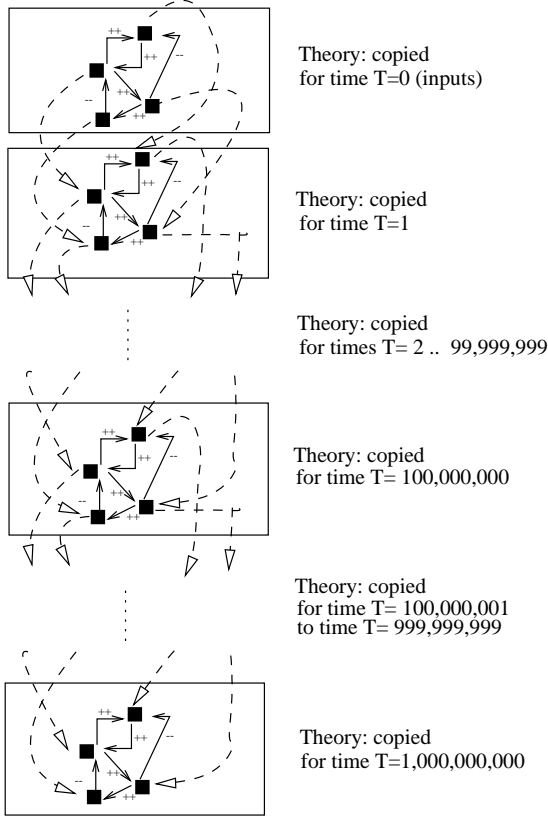 ++
--
++
--
++
Theory: copied
for time T=0 (inputs)
++
--
++
--
++
++
Theory: copied
for time T=1
Theory: copied
for times T= 2 .. 99,999,999
++
--
++
--
++
++
Theory: copied
for time T= 100,000,000
Theory: copied
for time T= 100,000,001
to time T= 999,999,999
++
--
++
--
++
++
Theory: copied
for time T=1,000,000,000